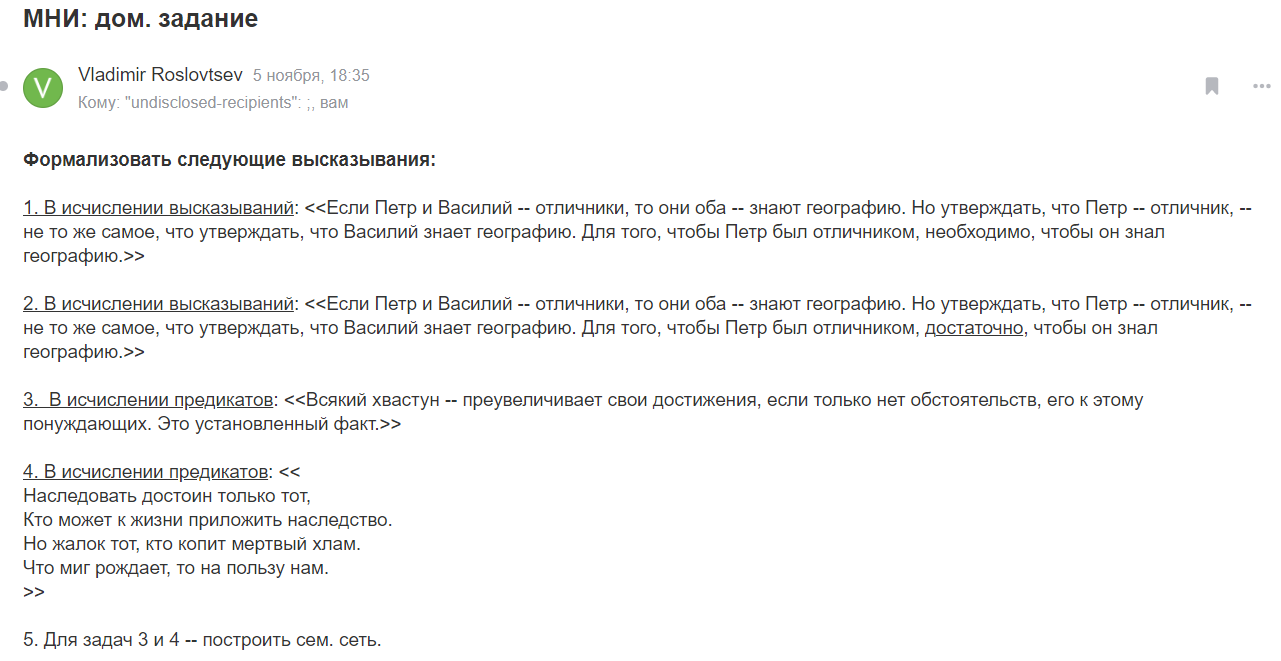 МНИ: дом. задание
V
Vladimir Roslovtsev 5 ноября, 18:35
Кому: "undisclosed-recipients": ;, вам
Формализовать следующие высказывания:
1. В исчислении высказываний: <<Если Петр и Василий -- отличники, то они оба -- знают географию. Но утверждать, что Петр -- отличник, --
не то же самое, что утверждать, что Василий знает географию. Для того, чтобы Петр был отличником, необходимо, чтобы он знал
географию.>>
2. В исчислении высказываний: <<Если Петр и Василий -- отличники, то они оба -- знают географию. Но утверждать, что Петр -- отличник, --
не то же самое, что утверждать, что Василий знает географию. Для того, чтобы Петр был отличником, достаточно, чтобы он знал
географию.>>
3. В исчислении предикатов: <<Всякий хвастун -- преувеличивает свои достижения, если только нет обстоятельств, его к этому
понуждающих. Это установленный факт.>>
4. В исчислении предикатов: <<
Наследовать достоин только тот,
Кто может к жизни приложить наследство.
Но жалок тот, кто копит мертвый хлам.
Что миг рождает, то на пользу нам.
>>
5. Для задач 3 и 4 -- построить сем. сеть.